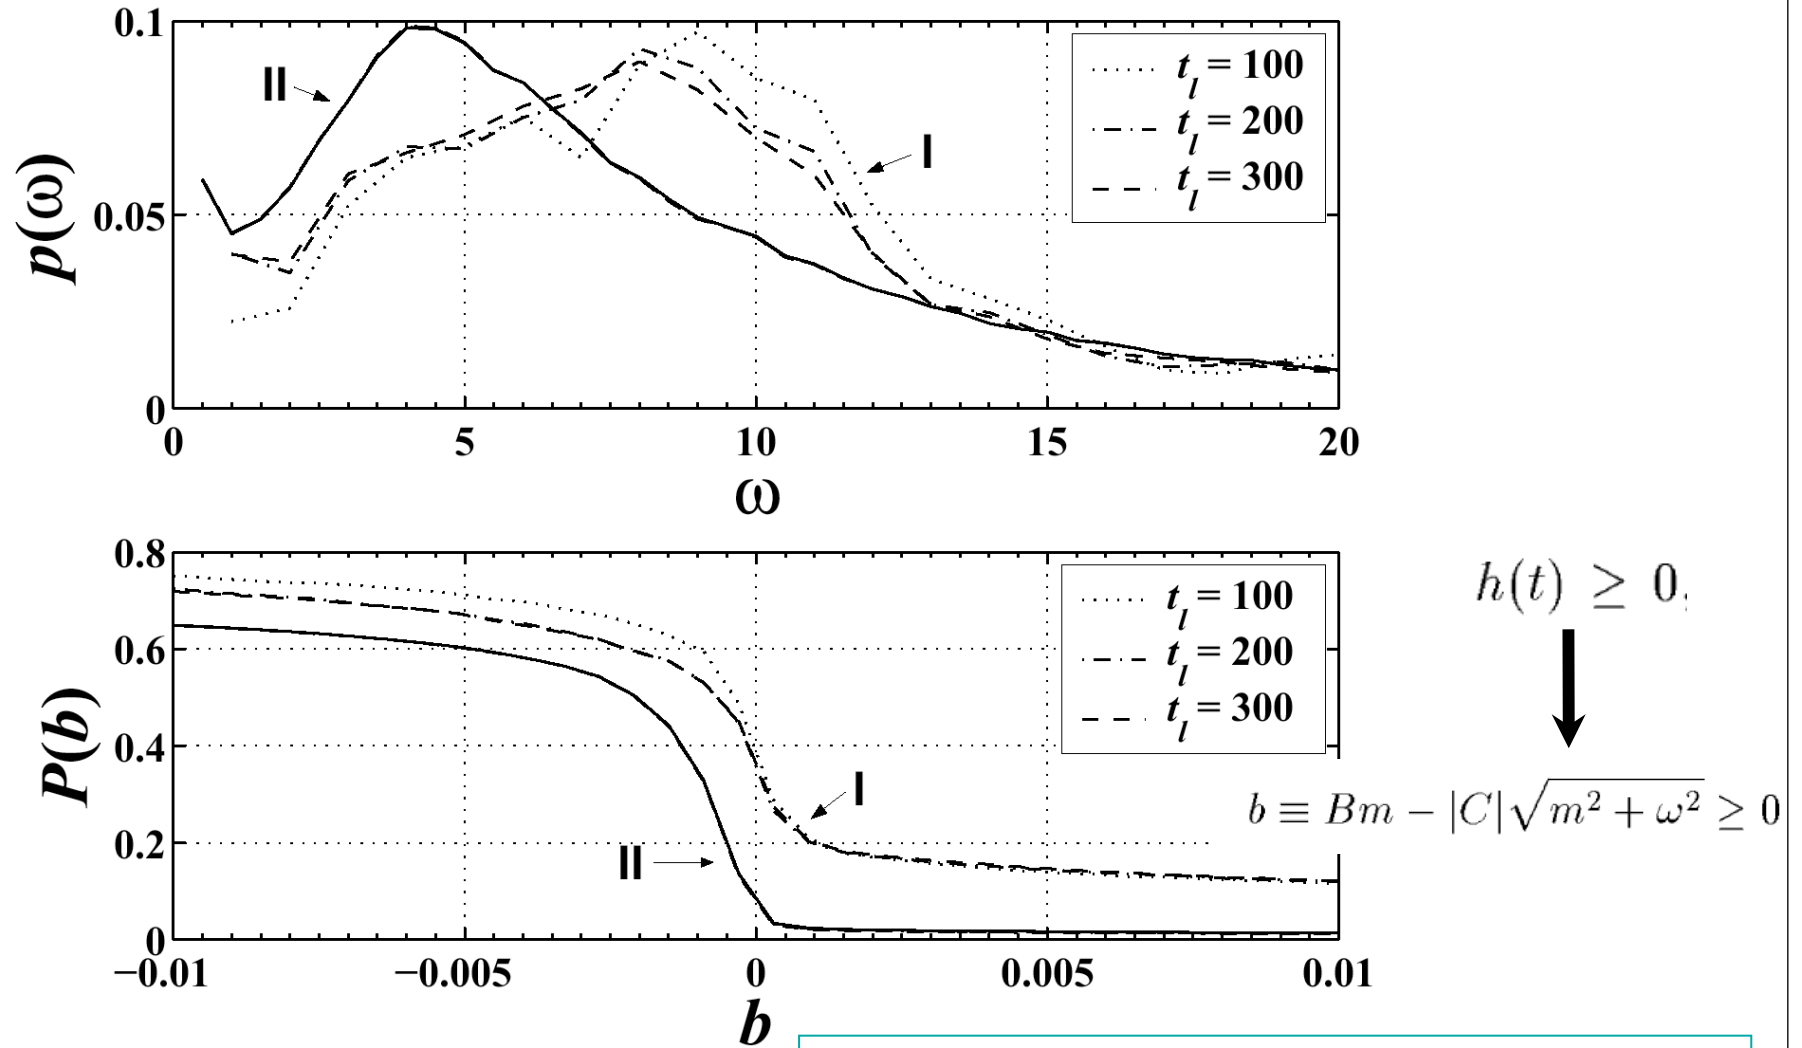 0.1
0.05
0
p(ω)
II
I
t_l = 100
t_l = 200
t_l = 300
0 5 10 15 20
ω
0.8
0.6
0.4
0.2
0
P(b)
t_l = 100
t_l = 200
t_l = 300
I
II
−0.01 −0.005 0 0.005 0.01
b
h(t) ≥ 0,
b ≡ Bm − |C|√(m² + ω²) ≥ 0